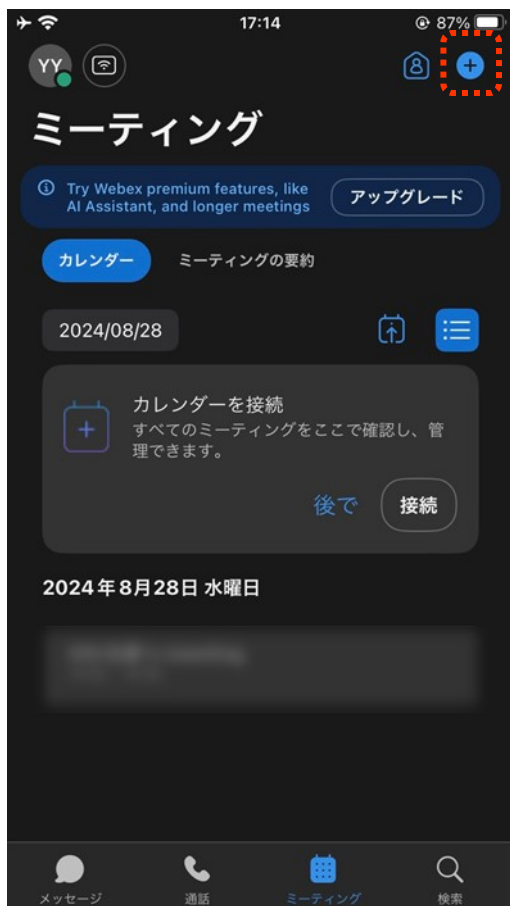 17:14
87%
YY
ミーティング
Try Webex premium features, like
AI Assistant, and longer meetings
アップグレード
カレンダー
ミーティングの要約
2024/08/28
カレンダーを接続
すべてのミーティングをここで確認し、管
理できます。
後で
接続
2024年8月28日 水曜日
メッセージ
通話
ミーティング
検索